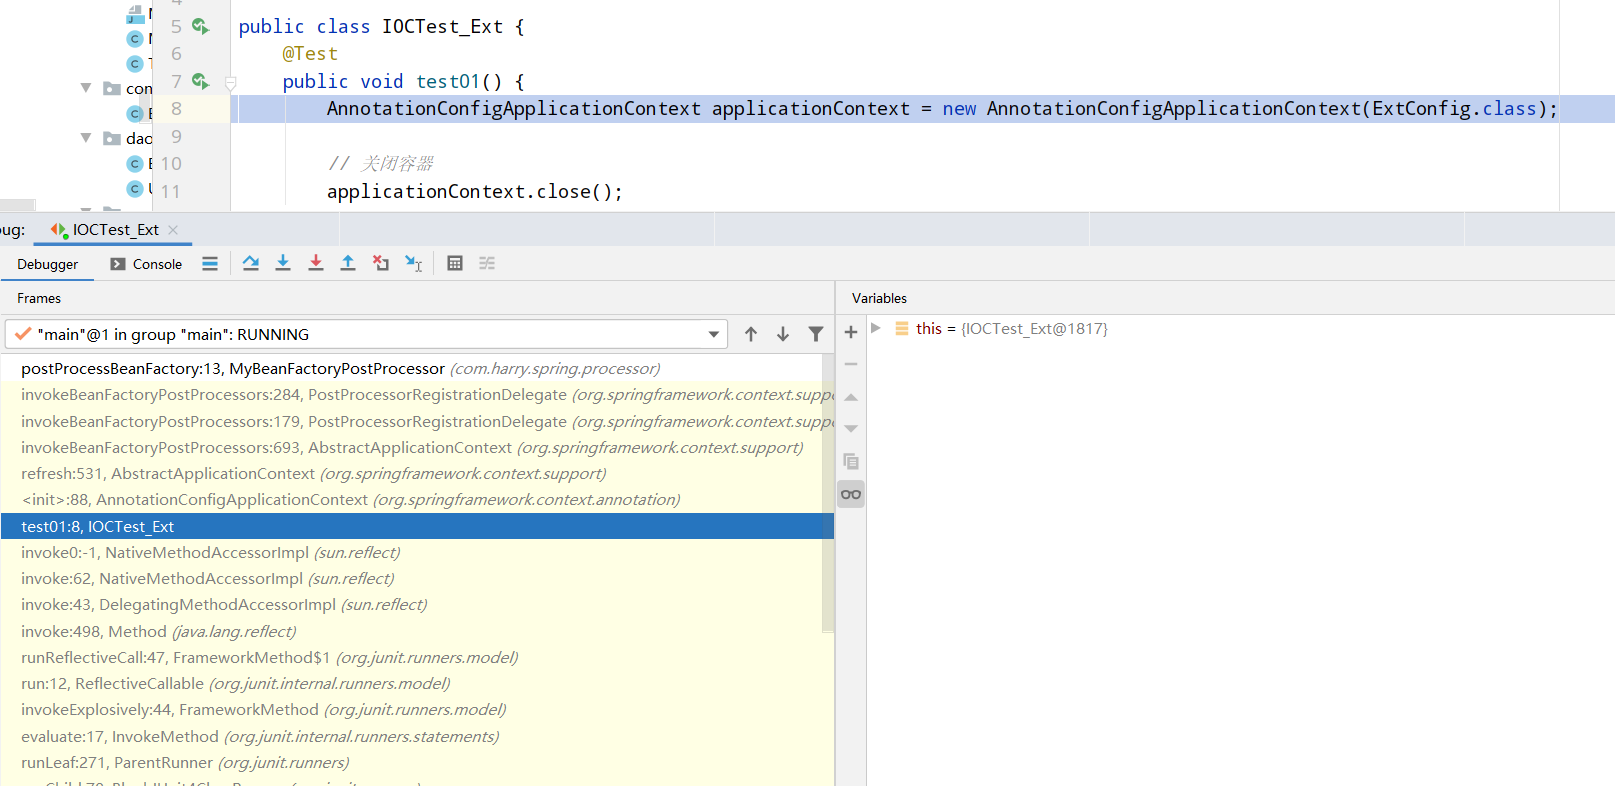 4
5 public class IOCTest_Ext {
6 @Test
7 public void test01() {
con
8 AnnotationConfigApplicationContext applicationContext = new AnnotationConfigApplicationContext(ExtConfig.class);
9
dao
10 // 关闭容器
11 applicationContext.close();
IOCTest_Ext
Debugger Console
Frames
Variables
"main"@1 in group "main": RUNNING
this = {IOCTest_Ext@1817}
postProcessBeanFactory:13, MyBeanFactoryPostProcessor (com.harry.spring.processor)
invokeBeanFactoryPostProcessors:284, PostProcessorRegistrationDelegate (org.springframework.context.suppo
invokeBeanFactoryPostProcessors:179, PostProcessorRegistrationDelegate (org.springframework.context.suppo
invokeBeanFactoryPostProcessors:693, AbstractApplicationContext (org.springframework.context.support)
refresh:531, AbstractApplicationContext (org.springframework.context.support)
<init>:88, AnnotationConfigApplicationContext (org.springframework.context.annotation)
test01:8, IOCTest_Ext
invoke0:-1, NativeMethodAccessorImpl (sun.reflect)
invoke:62, NativeMethodAccessorImpl (sun.reflect)
invoke:43, DelegatingMethodAccessorImpl (sun.reflect)
invoke:498, Method (java.lang.reflect)
runReflectiveCall:47, FrameworkMethod$1 (org.junit.runners.model)
run:12, ReflectiveCallable (org.junit.internal.runners.model)
invokeExplosively:44, FrameworkMethod (org.junit.runners.model)
evaluate:17, InvokeMethod (org.junit.internal.runners.statements)
runLeaf:271, ParentRunner (org.junit.runners)